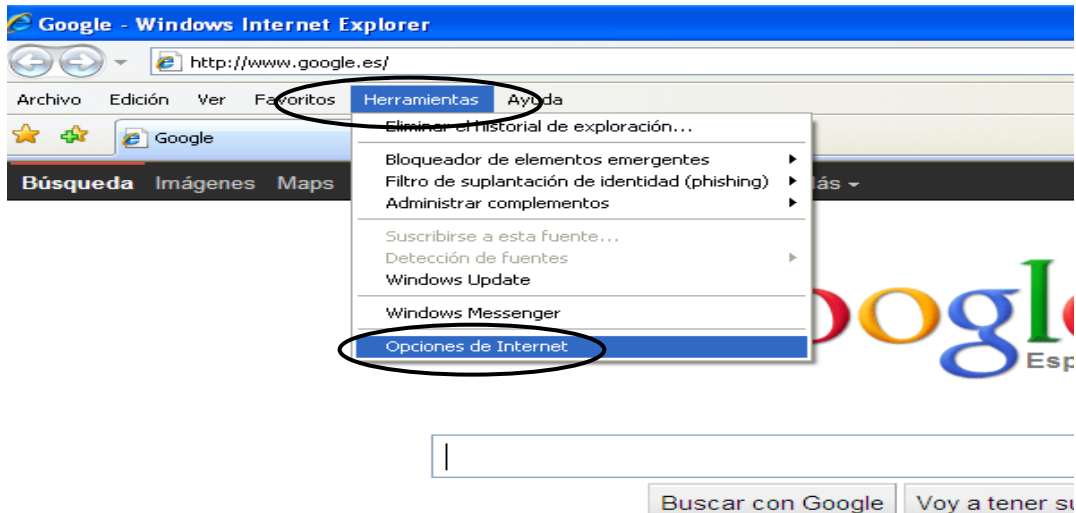 Google - Windows Internet Explorer
http://www.google.es/
Archivo Edición Ver Favoritos Herramientas Ayuda
Google
Eliminar el historial de exploración...
Bloqueador de elementos emergentes
Filtro de suplantación de identidad (phishing)
Administrar complementos
Suscribirse a esta fuente...
Detección de fuentes
Windows Update
Windows Messenger
Opciones de Internet
Búsqueda Imágenes Maps
Buscar con Google Voy a tener